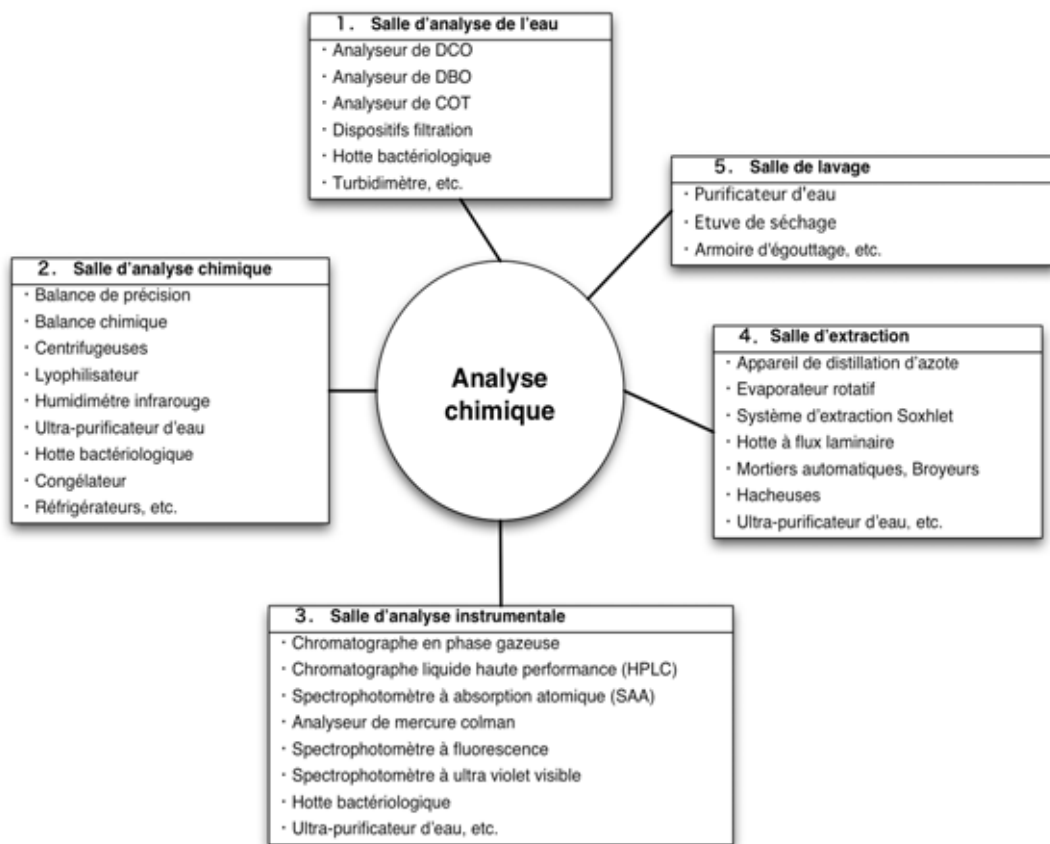 1. Salle d'analyse de l'eau
· Analyseur de DCO
· Analyseur de DBO
· Analyseur de COT
· Dispositifs filtration
· Hotte bactériologique
· Turbidimètre, etc.
5. Salle de lavage
· Purificateur d'eau
· Etuve de séchage
· Armoire d'égouttage, etc.
2. Salle d'analyse chimique
· Balance de précision
· Balance chimique
· Centrifugeuses
· Lyophilisateur
· Humidimétre infrarouge
· Ultra-purificateur d'eau
· Hotte bactériologique
· Congélateur
· Réfrigérateurs, etc.
Analyse
chimique
4. Salle d'extraction
· Appareil de distillation d'azote
· Evaporateur rotatif
· Système d'extraction Soxhlet
· Hotte à flux laminaire
· Mortiers automatiques, Broyeurs
· Hacheuses
· Ultra-purificateur d'eau, etc.
3. Salle d'analyse instrumentale
· Chromatographe en phase gazeuse
· Chromatographe liquide haute performance (HPLC)
· Spectrophotomètre à absorption atomique (SAA)
· Analyseur de mercure colman
· Spectrophotomètre à fluorescence
· Spectrophotomètre à ultra violet visible
· Hotte bactériologique
· Ultra-purificateur d'eau, etc.